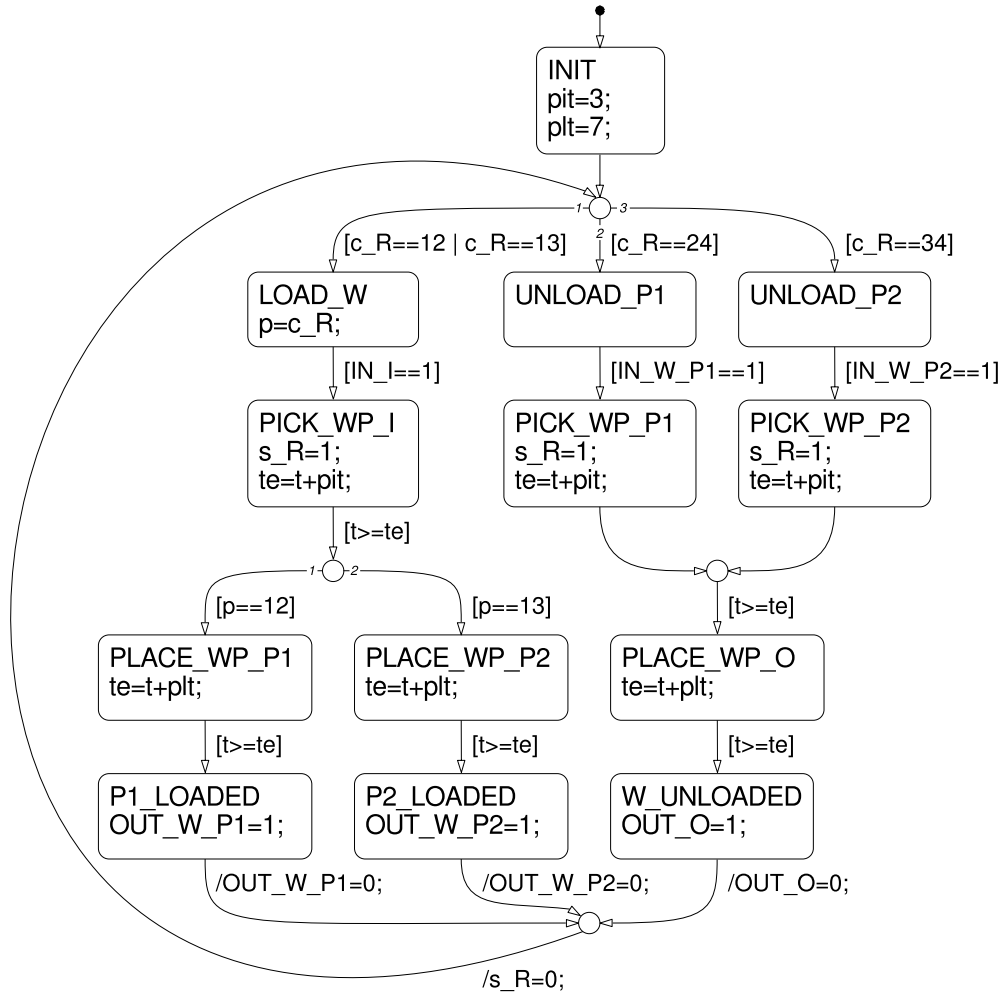 INIT
pit=3;
plt=7;
1
3
2
[c_R==12 | c_R==13]
[c_R==24]
[c_R==34]
LOAD_W
p=c_R;
UNLOAD_P1
UNLOAD_P2
[IN_I==1]
[IN_W_P1==1]
[IN_W_P2==1]
PICK_WP_I
s_R=1;
te=t+pit;
PICK_WP_P1
s_R=1;
te=t+pit;
PICK_WP_P2
s_R=1;
te=t+pit;
[t>=te]
1
2
[p==12]
[p==13]
[t>=te]
PLACE_WP_P1
te=t+plt;
PLACE_WP_P2
te=t+plt;
PLACE_WP_O
te=t+plt;
[t>=te]
[t>=te]
[t>=te]
P1_LOADED
OUT_W_P1=1;
P2_LOADED
OUT_W_P2=1;
W_UNLOADED
OUT_O=1;
/OUT_W_P1=0;
/OUT_W_P2=0;
/OUT_O=0;
/s_R=0;